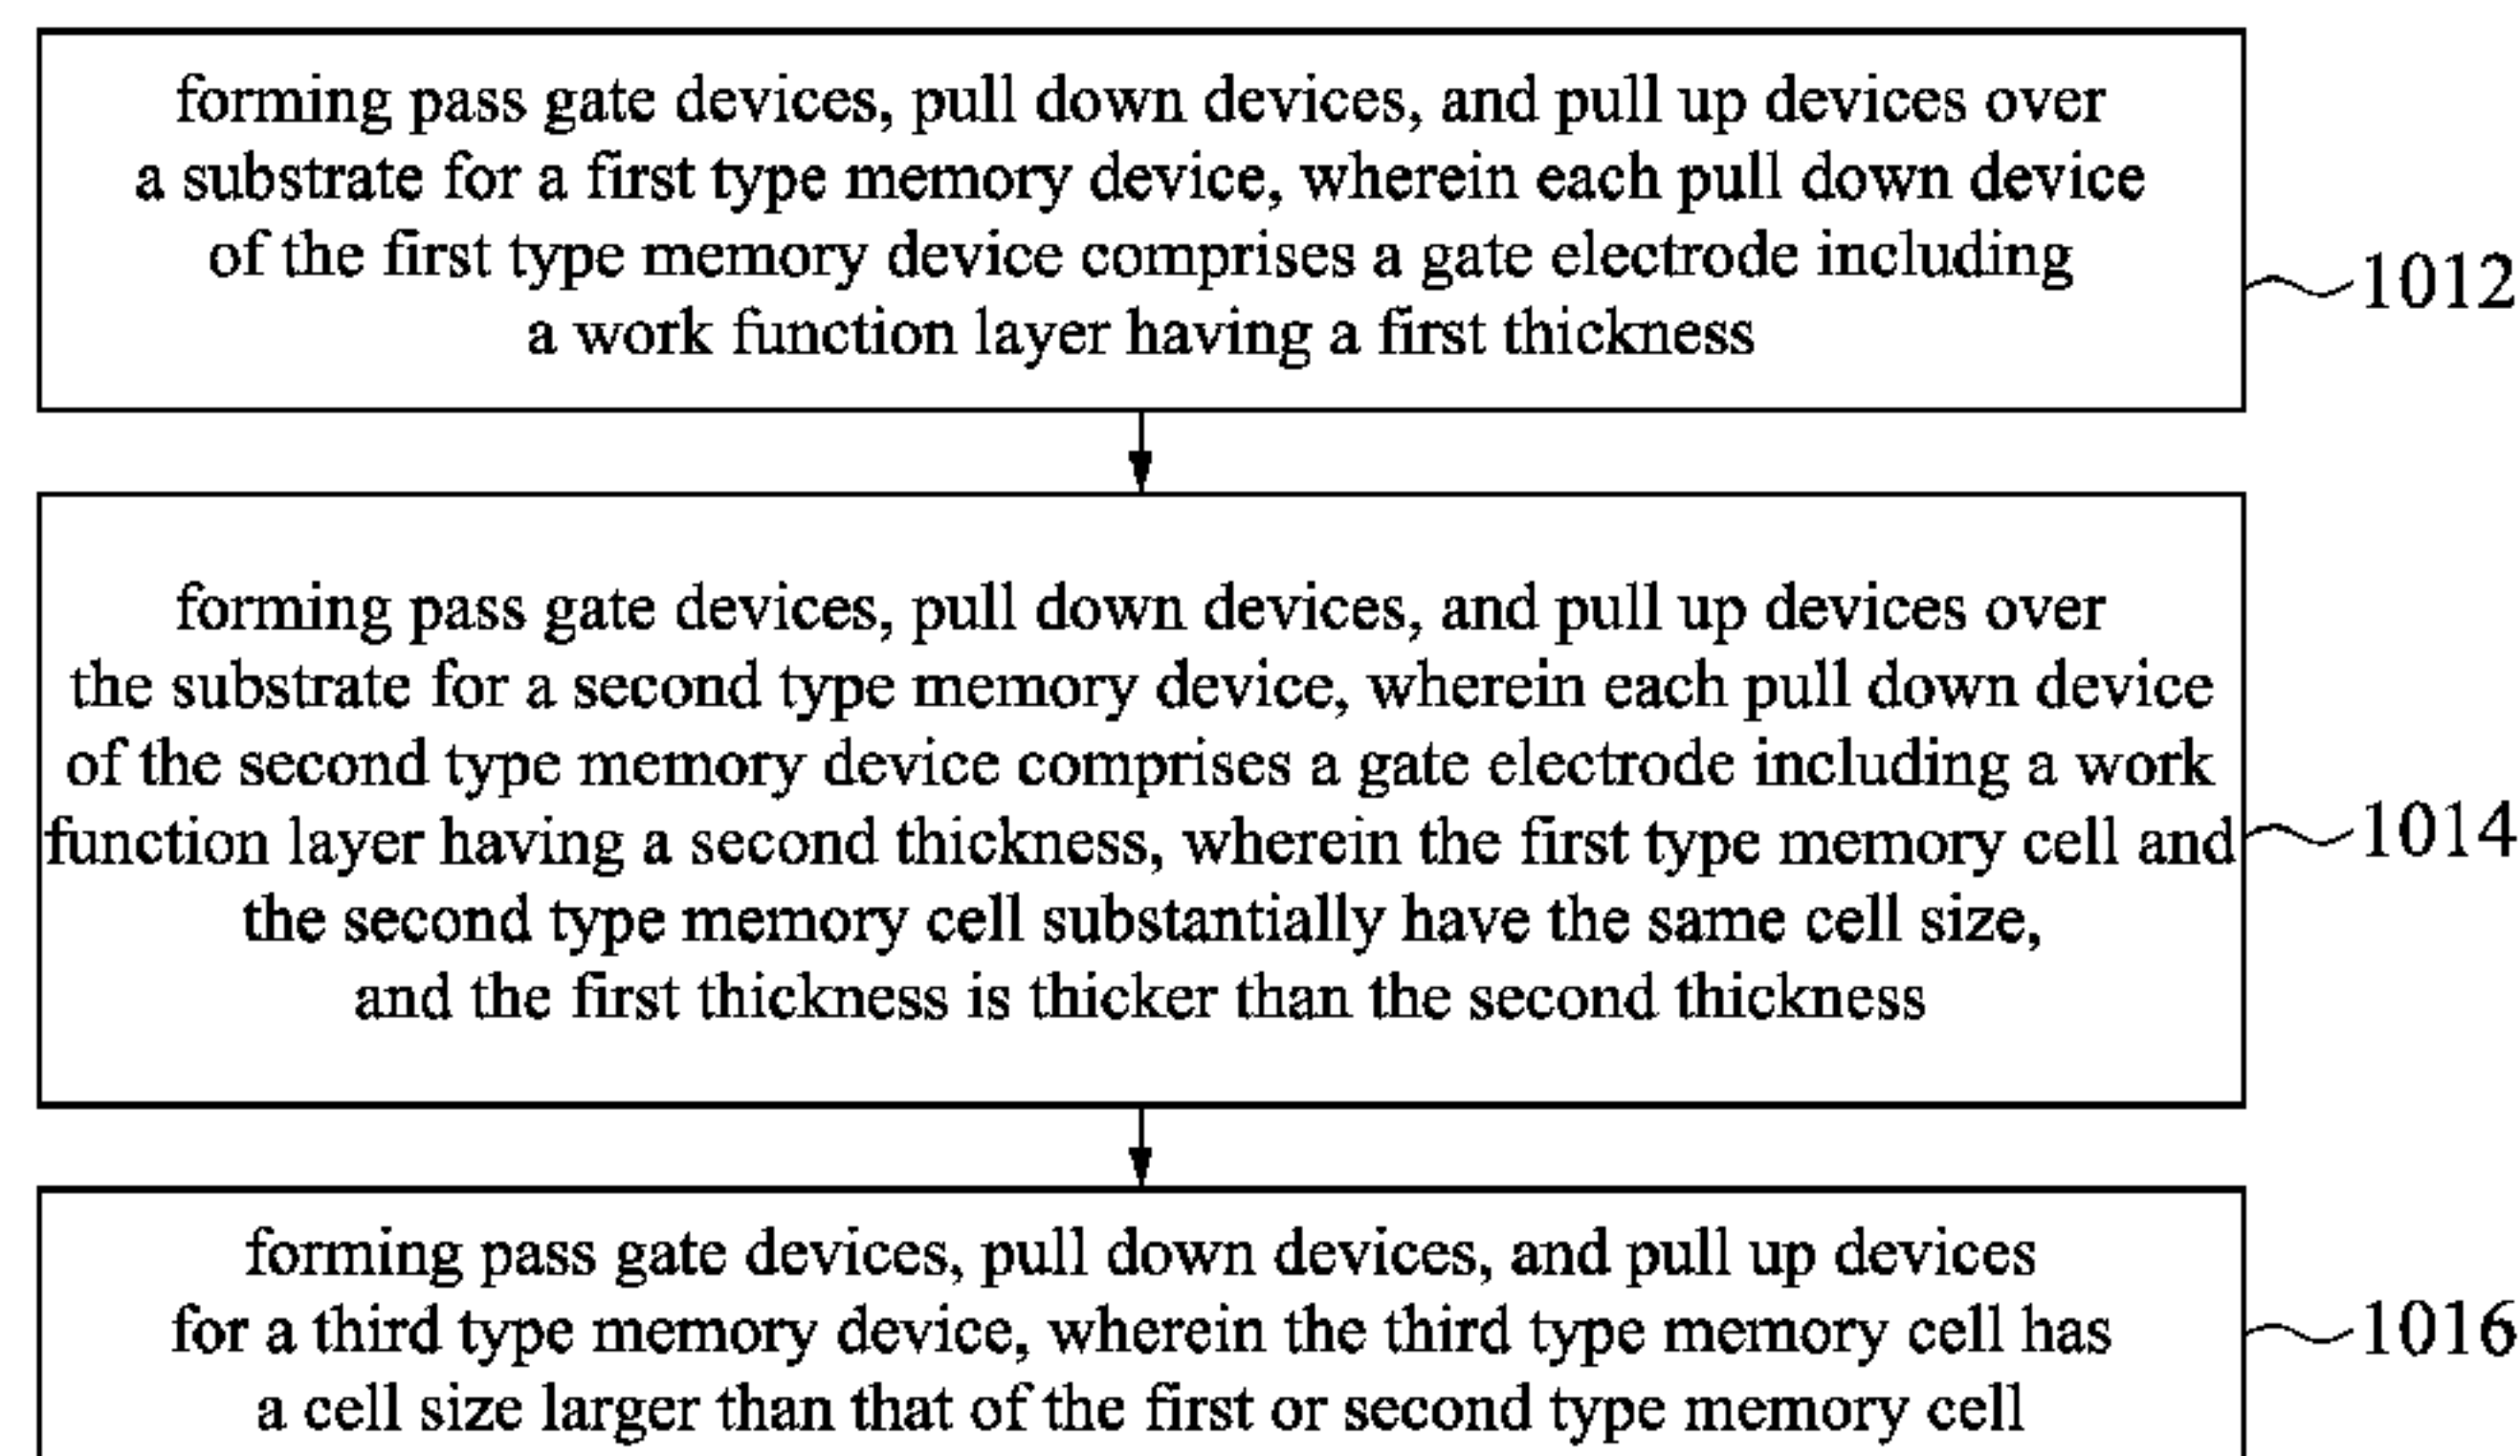 forming pass gate devices, pull down devices, and pull up devices over
a substrate for a first type memory device, wherein each pull down device
of the first type memory device comprises a gate electrode including
a work function layer having a first thickness
1012
forming pass gate devices, pull down devices, and pull up devices over
the substrate for a second type memory device, wherein each pull down device
of the second type memory device comprises a gate electrode including a work
function layer having a second thickness, wherein the first type memory cell and
the second type memory cell substantially have the same cell size,
and the first thickness is thicker than the second thickness
1014
forming pass gate devices, pull down devices, and pull up devices
for a third type memory device, wherein the third type memory cell has
a cell size larger than that of the first or second type memory cell
1016